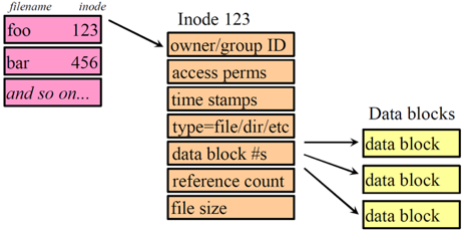 filename inode
foo 123
bar 456
and so on...
Inode 123
owner/group ID
access perms
time stamps
type=file/dir/etc
data block #s
reference count
file size
Data blocks
data block
data block
data block